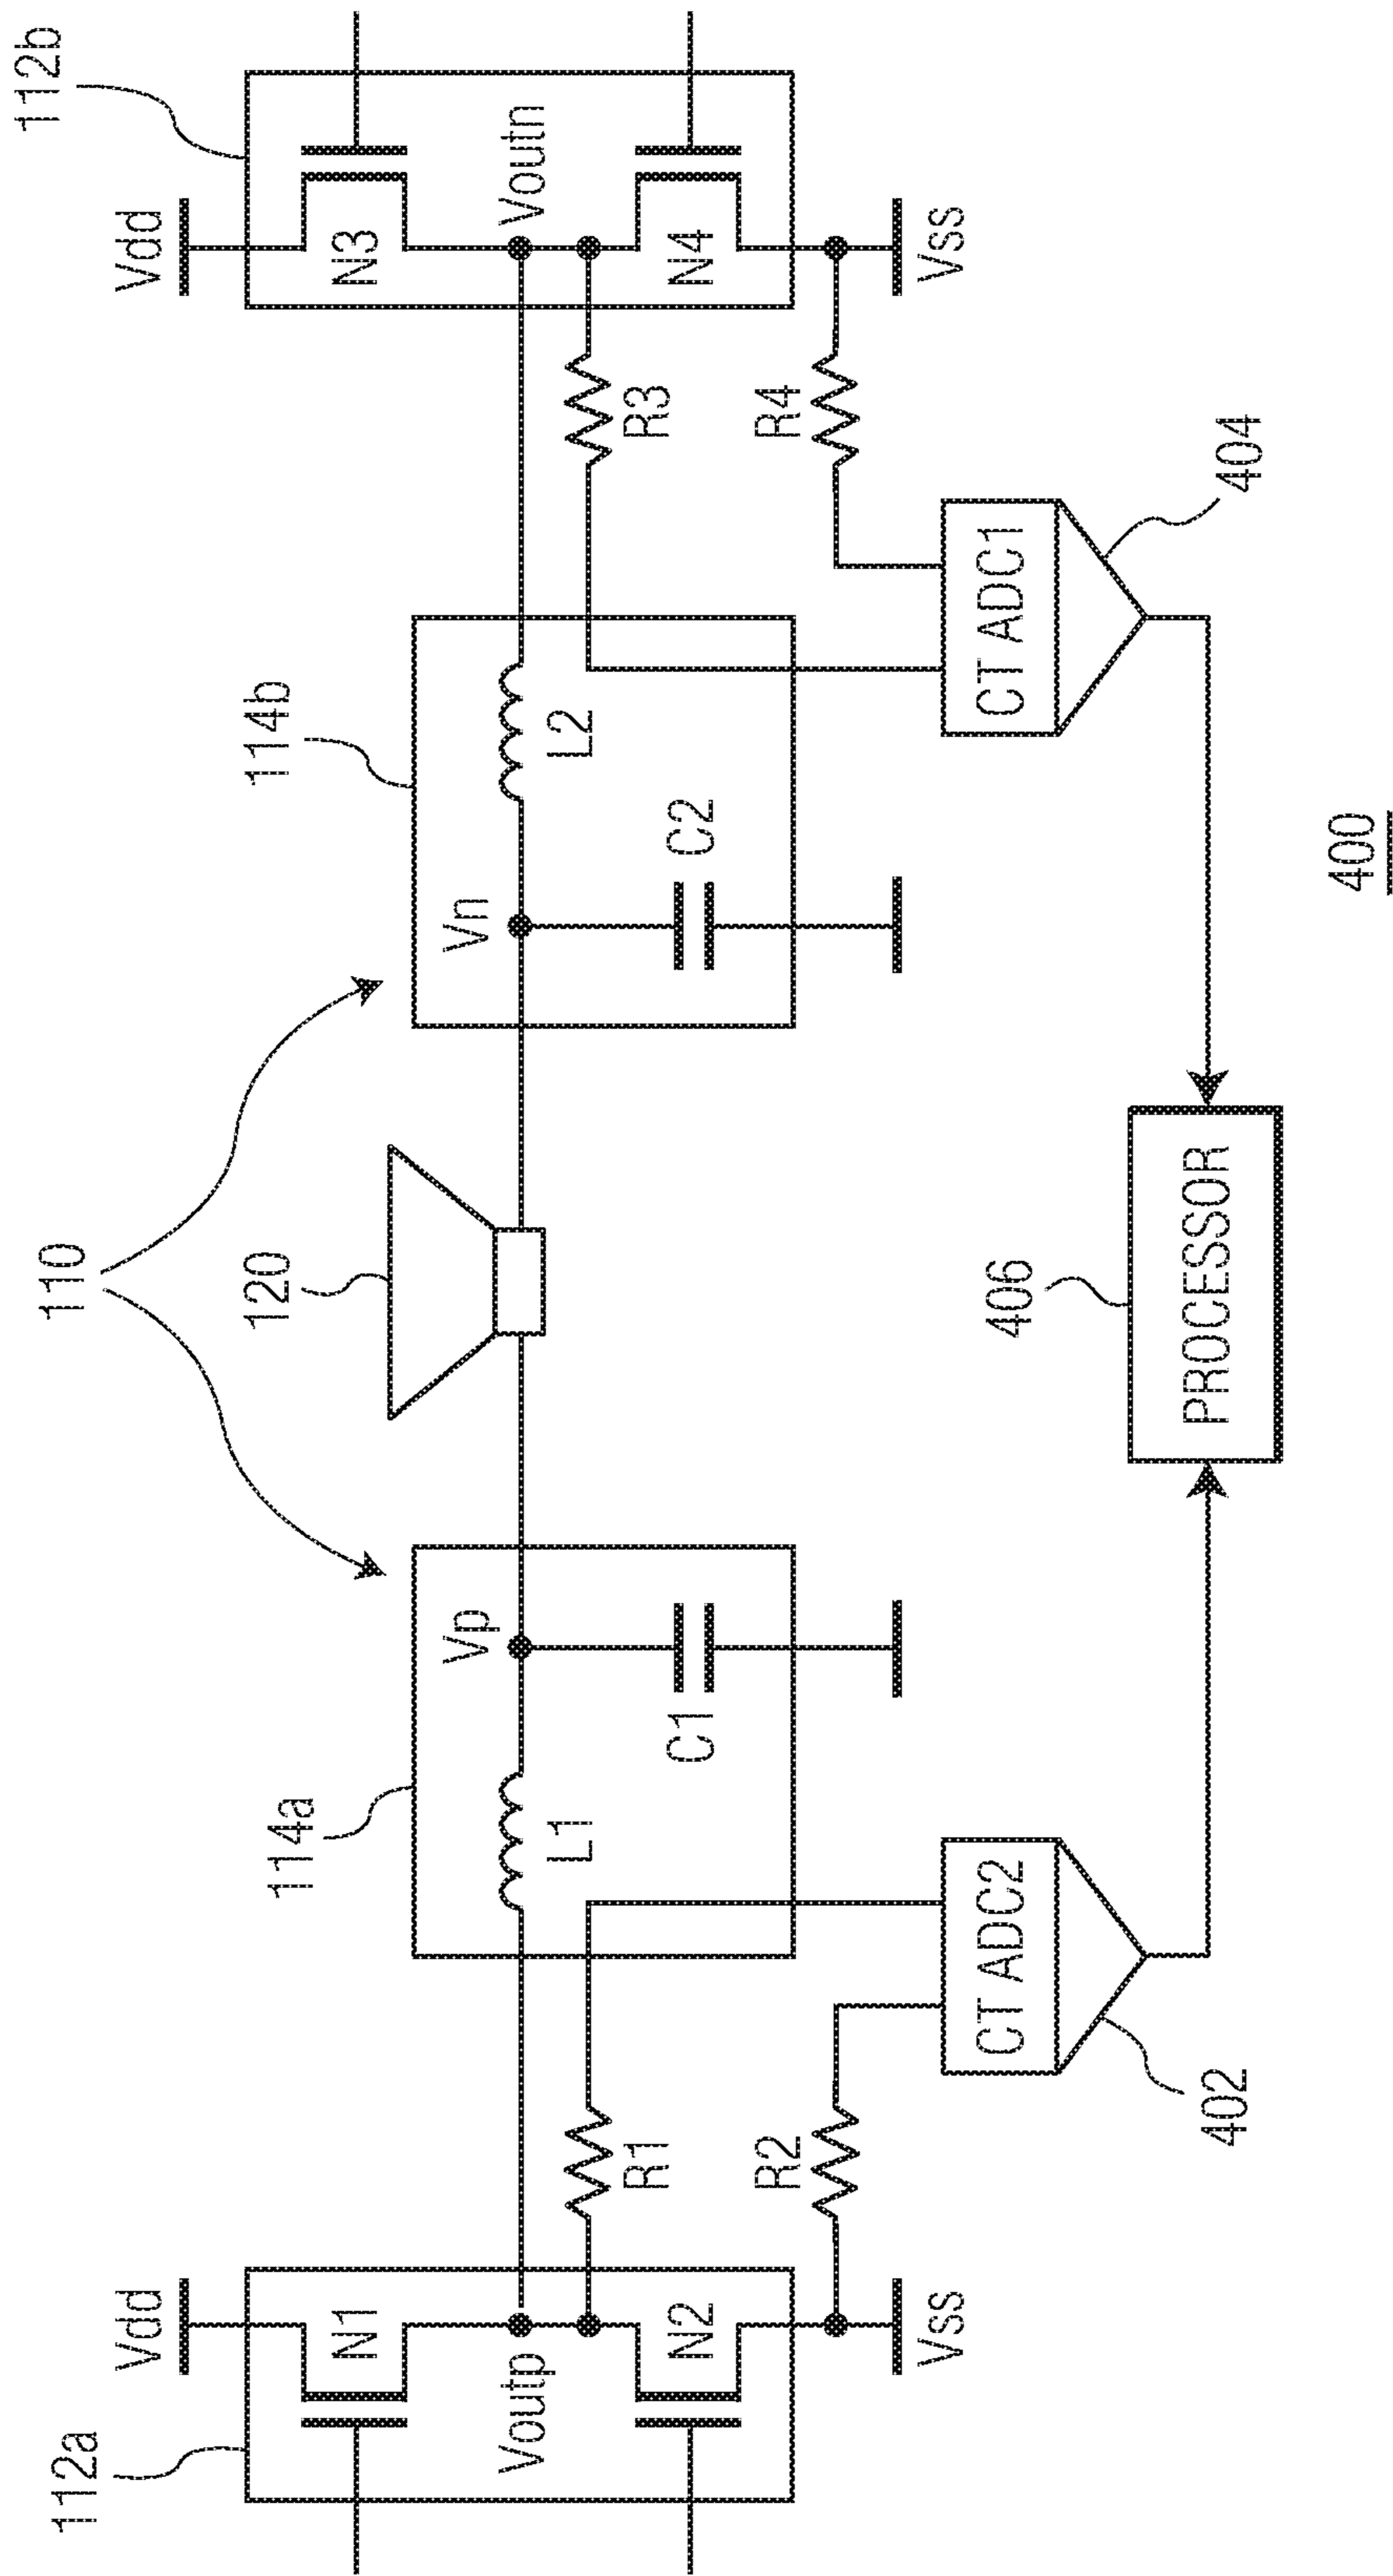 110
112a
Vdd
N1
Voutp
N2
Vss
R1
R2
114a
L1
Vp
C1
120
114b
Vn
L2
C2
112b
Vdd
N3
Voutn
N4
Vss
R3
R4
CT ADC2
402
CT ADC1
404
406
PROCESSOR
400